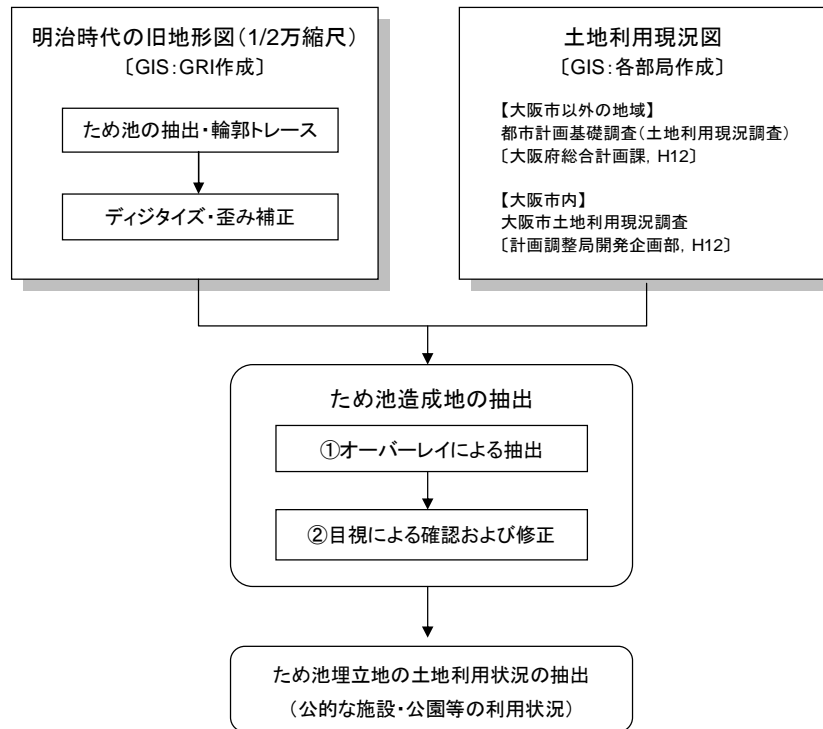 明治時代の旧地形図(1/2万縮尺)
〔GIS:GRI作成〕
ため池の抽出・輪郭トレース
ディジタイズ・歪み補正
土地利用現況図
〔GIS:各部局作成〕
【大阪市以外の地域】
都市計画基礎調査(土地利用現況調査)
〔大阪府総合計画課, H12〕
【大阪市内】
大阪市土地利用現況調査
〔計画調整局開発企画部, H12〕
ため池造成地の抽出
①オーバーレイによる抽出
②目視による確認および修正
ため池埋立地の土地利用状況の抽出
(公的な施設・公園等の利用状況)